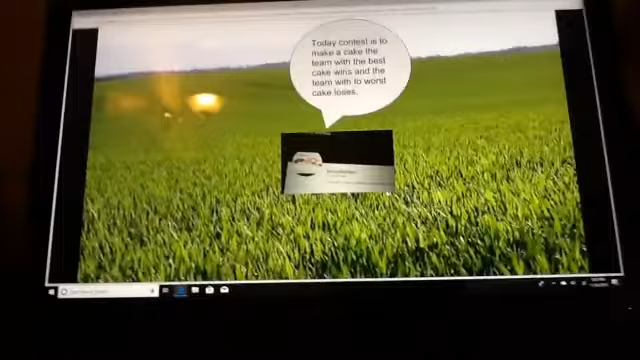 Today contest is to
make a cake the
team with the best
cake wins and the
team with fo worst
cake loses.